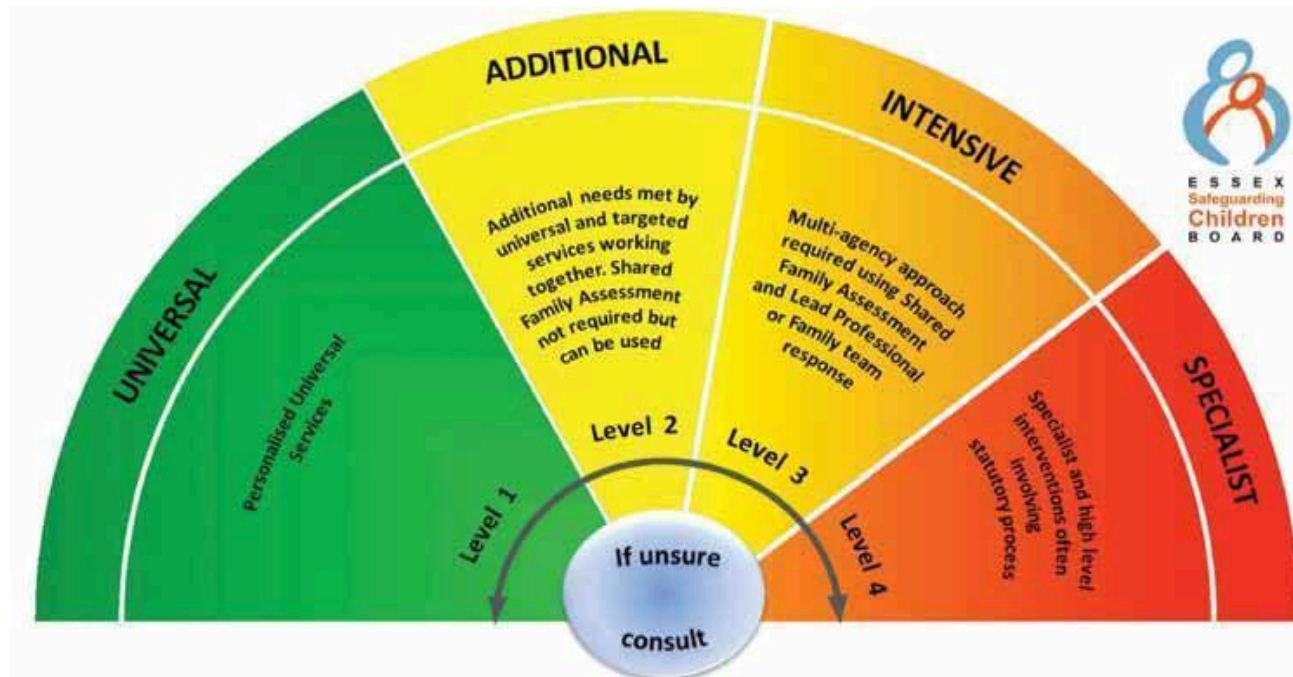 UNIVERSAL
Personalised Universal
Services
Level 1
ADDITIONAL
Additional needs met by
universal and targeted
services working
together. Shared
Family Assessment
not required but
can be used
Level 2
INTENSIVE
Multi-agency approach
required using Shared
Family Assessment
and Lead Professional
or Family team
response
Level 3
SPECIALIST
Specialist and high level
interventions often
involving
statutory process
Level 4
If unsure
consult
ESSEX
Safeguarding
Children
BOARD